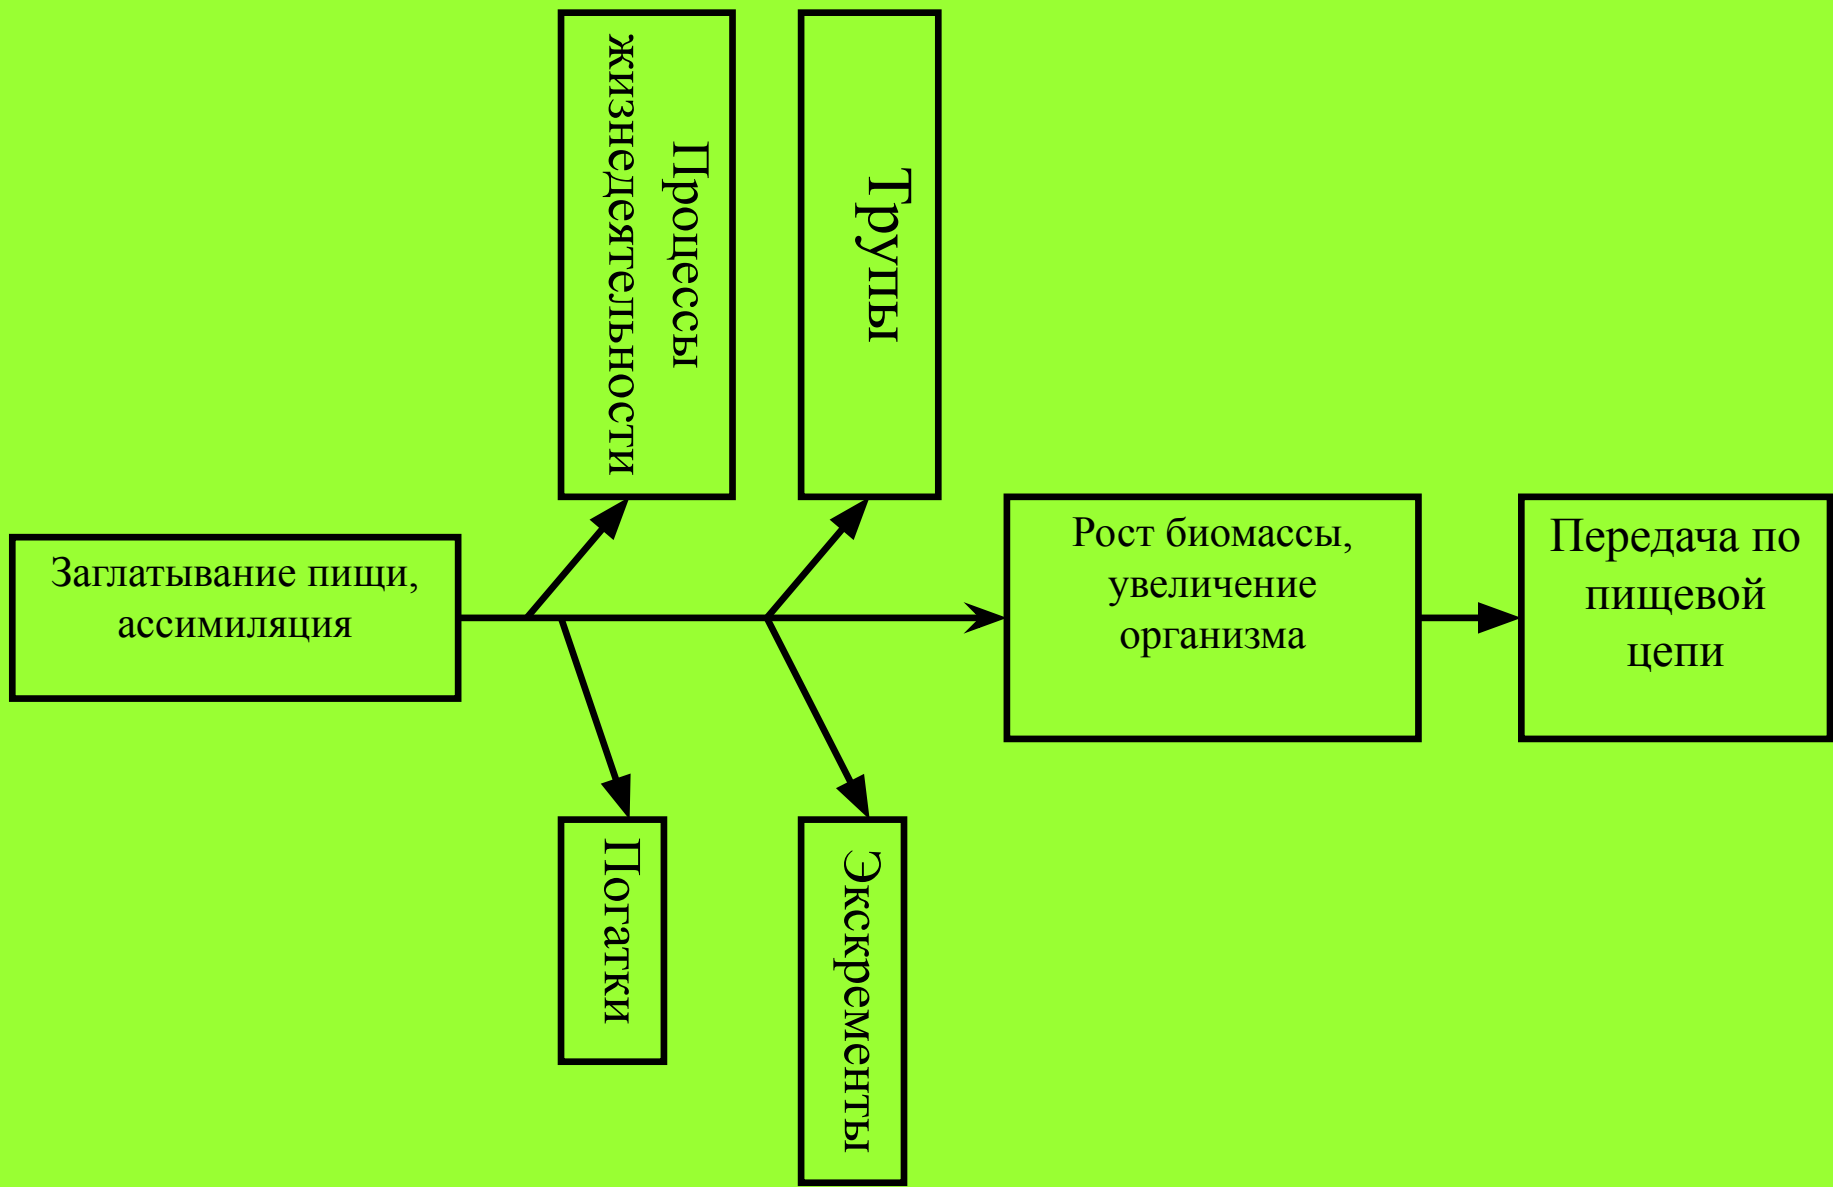 Процессы
жизнедеятельности
Трупы
Заглатывание пищи,
ассимиляция
Рост биомассы,
увеличение
организма
Передача по
пищевой
цепи
Погатки
Экскременты